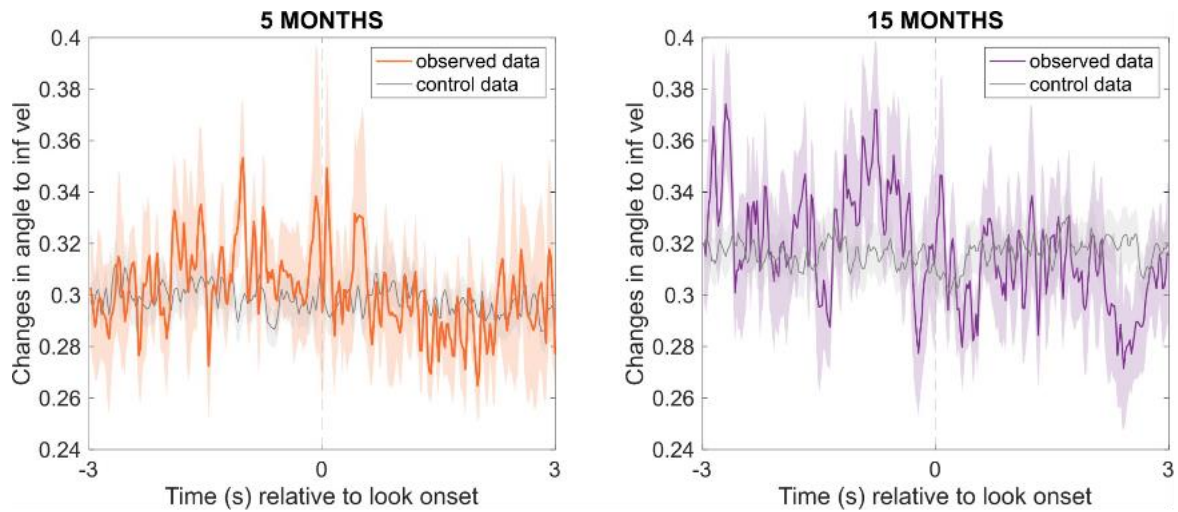 5 MONTHS
0.4
0.38
0.36
0.34
0.32
0.3
0.28
0.26
0.24
Changes in angle to inf vel
observed data
control data
-3
0
3
Time (s) relative to look onset
15 MONTHS
0.4
0.38
0.36
0.34
0.32
0.3
0.28
0.26
0.24
Changes in angle to inf vel
observed data
control data
-3
0
3
Time (s) relative to look onset